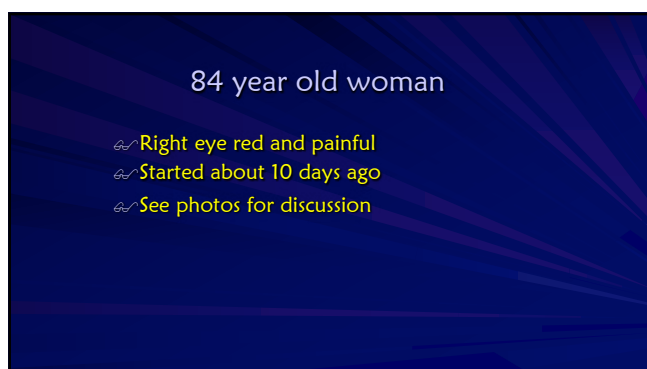 84 year old woman
Right eye red and painful
Started about 10 days ago
See photos for discussion